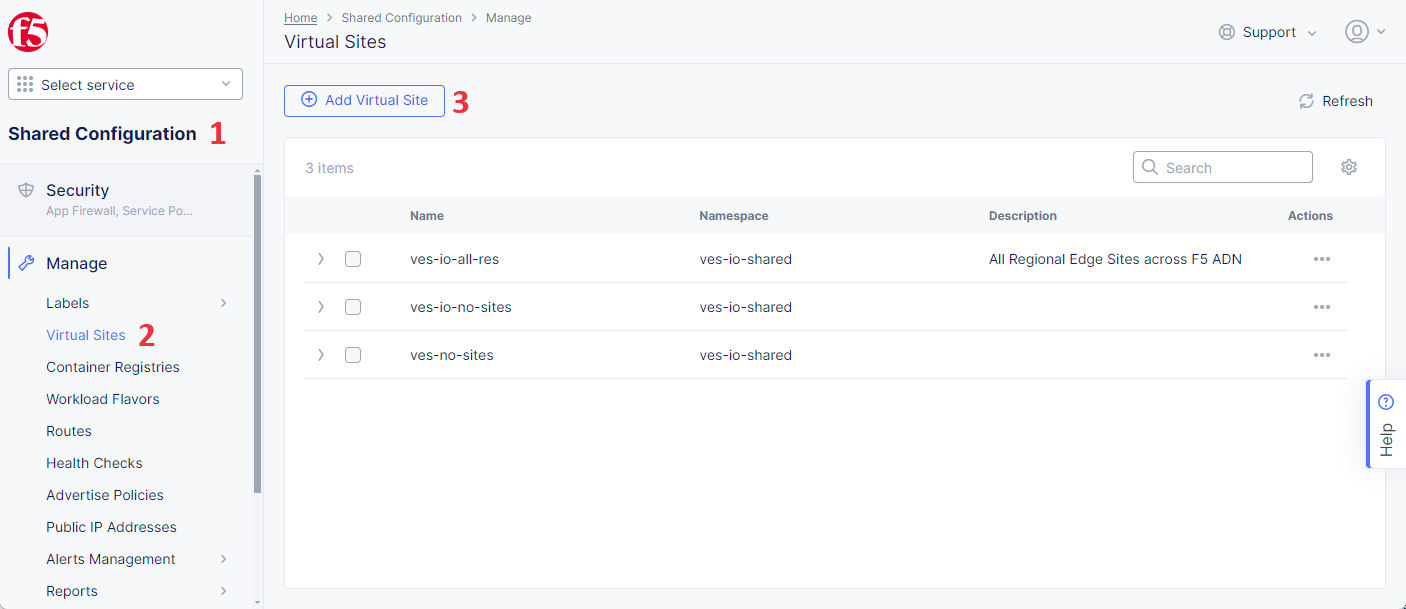 f5
Select service
Shared Configuration 1
Security
App Firewall, Service Po...
Manage
Labels
Virtual Sites 2
Container Registries
Workload Flavors
Routes
Health Checks
Advertise Policies
Public IP Addresses
Alerts Management
Reports
Home > Shared Configuration > Manage
Virtual Sites
Support
Add Virtual Site 3
Refresh
3 items
Search
Name Namespace Description Actions
ves-io-all-res ves-io-shared All Regional Edge Sites across F5 ADN
ves-io-no-sites ves-io-shared
ves-no-sites ves-io-shared
Help